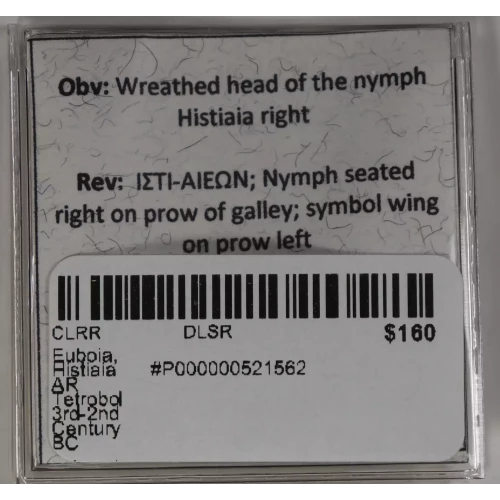 Obv: Wreathed head of the nymph
Histiaia right
Rev: ΙΣΤΙ-ΑΙΕΩΝ; Nymph seated
right on prow of galley; symbol wing
on prow left
CLRR DLSR $160
Euboia,
Histiaia #P000000521562
AR
Tetrobol
3rd-2nd
Century
BC